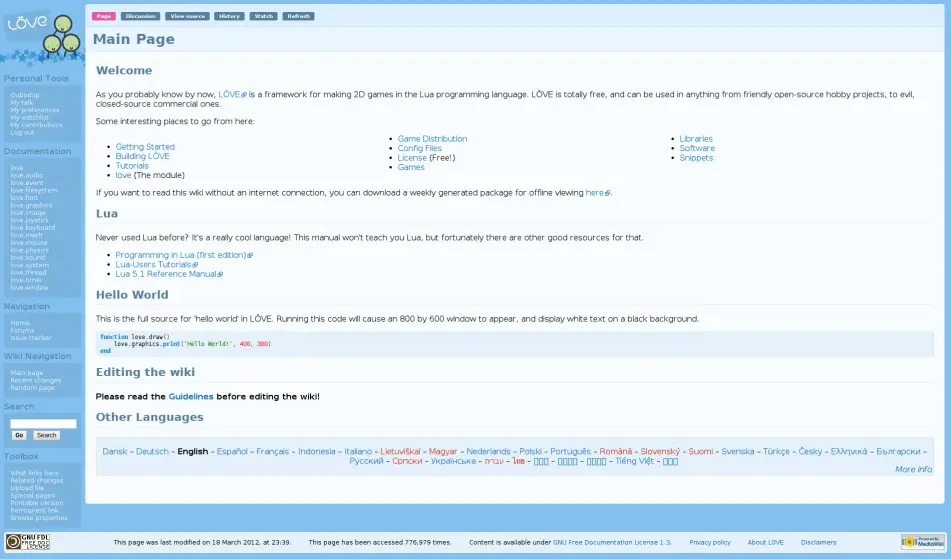 LÖVE
Page Discussion View source History Watch Refresh
Main Page
Personal Tools
Qubodup
My talk
My preferences
My watchlist
My contributions
Log out
Documentation
love
love.audio
love.event
love.filesystem
love.font
love.graphics
love.image
love.joystick
love.keyboard
love.math
love.mouse
love.physics
love.sound
love.system
love.thread
love.timer
love.window
Navigation
Home
Forums
Issue tracker
Wiki Navigation
Main page
Recent changes
Random page
Search
Go Search
Toolbox
What links here
Related changes
Upload file
Special pages
Printable version
Permanent link
Browse properties
Welcome
As you probably know by now, LÖVE is a framework for making 2D games in the Lua programming language. LÖVE is totally free, and can be used in anything from friendly open-source hobby projects, to evil,
closed-source commercial ones.
Some interesting places to go from here:
Getting Started
Building LÖVE
Tutorials
love (The module)
Game Distribution
Config Files
License (Free!)
Games
Libraries
Software
Snippets
If you want to read this wiki without an internet connection, you can download a weekly generated package for offline viewing here.
Lua
Never used Lua before? It's a really cool language! This manual won't teach you Lua, but fortunately there are other good resources for that.
Programming in Lua (first edition)
Lua-Users Tutorials
Lua 5.1 Reference Manual
Hello World
This is the full source for 'hello world' in LÖVE. Running this code will cause an 800 by 600 window to appear, and display white text on a black background.
function love.draw()
love.graphics.print('Hello World!', 400, 300)
end
Editing the wiki
Please read the Guidelines before editing the wiki!
Other Languages
Dansk – Deutsch – English – Español – Français – Indonesia – Italiano – Lietuviškai – Magyar – Nederlands – Polski – Português – Română – Slovenský – Suomi – Svenska – Türkçe – Česky – Ελληνικά – Български –
Русский – Српски – Українська – עברית – ไทย – – – – Tiếng Việt –
More info
GNU FDL
FREE DOC
LICENSE
This page was last modified on 18 March 2012, at 23:39. This page has been accessed 776,979 times. Content is available under GNU Free Documentation License 1.3. Privacy policy About LÖVE Disclaimers
Powered By
MediaWiki